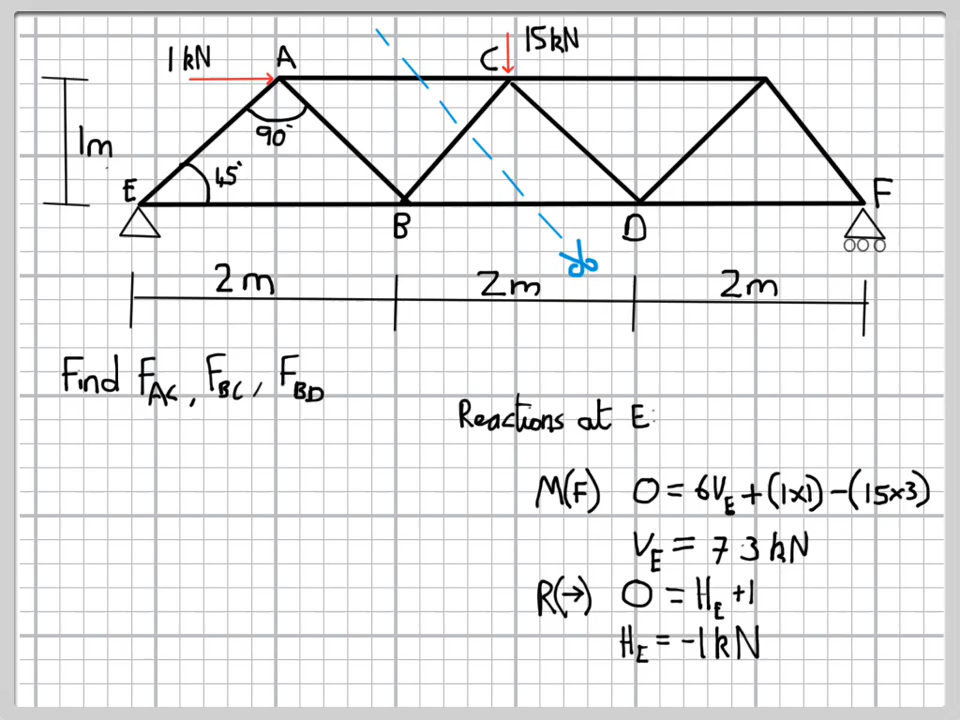 1kN A C 15kN
90°
1m
E 45° F
B D
2m 2m 2m
Find F_AC, F_BC, F_BD
Reactions at E:
M(F) 0 = 6V_E + (1×1) - (15×3)
V_E = 7.3 kN
R(→) 0 = H_E + 1
H_E = -1 kN